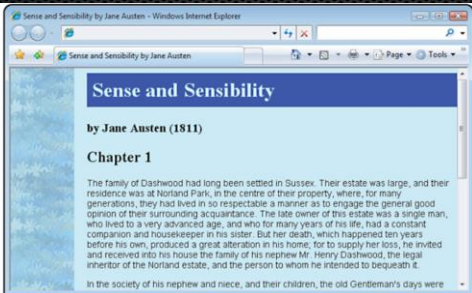 Sense and Sensibility by Jane Austen - Windows Internet Explorer
Sense and Sensibility by Jane Austen
Page
Tools
Sense and Sensibility
by Jane Austen (1811)
Chapter 1
The family of Dashwood had long been settled in Sussex. Their estate was large, and their
residence was at Norland Park, in the centre of their property, where, for many
generations, they had lived in so respectable a manner as to engage the general good
opinion of their surrounding acquaintance. The late owner of this estate was a single man,
who lived to a very advanced age, and who for many years of his life, had a constant
companion and housekeeper in his sister. But her death, which happened ten years
before his own, produced a great alteration in his home; for to supply her loss, he invited
and received into his house the family of his nephew Mr. Henry Dashwood, the legal
inheritor of the Norland estate, and the person to whom he intended to bequeath it.
In the society of his nephew and niece, and their children, the old Gentleman's days were